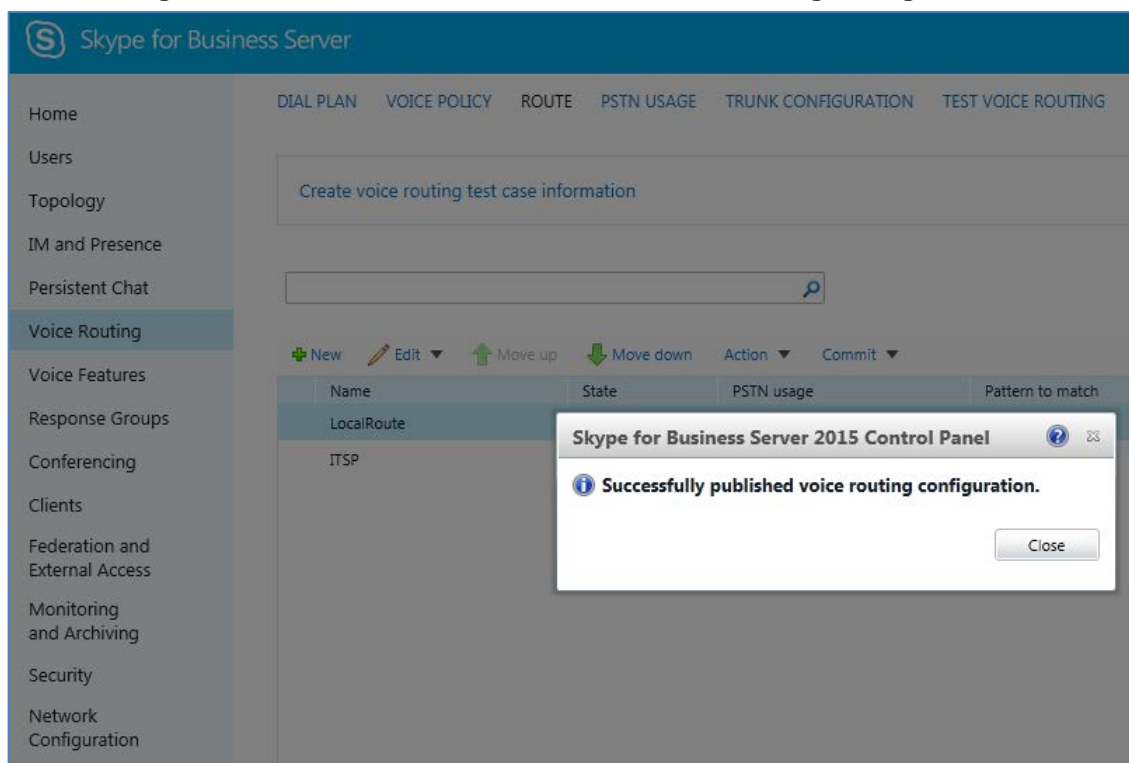 Skype for Business Server
Home
Users
Topology
IM and Presence
Persistent Chat
Voice Routing
Voice Features
Response Groups
Conferencing
Clients
Federation and
External Access
Monitoring
and Archiving
Security
Network
Configuration
DIAL PLAN VOICE POLICY ROUTE PSTN USAGE TRUNK CONFIGURATION TEST VOICE ROUTING
Create voice routing test case information
New Edit Move up Move down Action Commit
Name State PSTN usage Pattern to match
LocalRoute
ITSP
Skype for Business Server 2015 Control Panel
Successfully published voice routing configuration.
Close